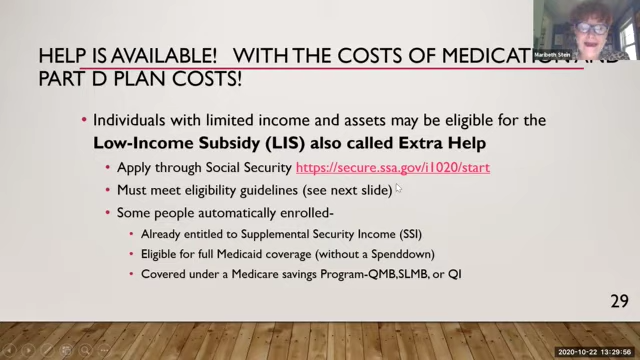 Maribeth Stein
HELP IS AVAILABLE! WITH THE COSTS OF MEDICATION AND
PART D PLAN COSTS!
• Individuals with limited income and assets may be eligible for the
Low-Income Subsidy (LIS) also called Extra Help
• Apply through Social Security https://secure.ssa.gov/i1020/start
• Must meet eligibility guidelines (see next slide)
• Some people automatically enrolled-
• Already entitled to Supplemental Security Income (SSI)
• Eligible for full Medicaid coverage (without a Spenddown)
• Covered under a Medicare savings Program-QMB,SLMB, or QI
29
2020-10-22 13:29:56